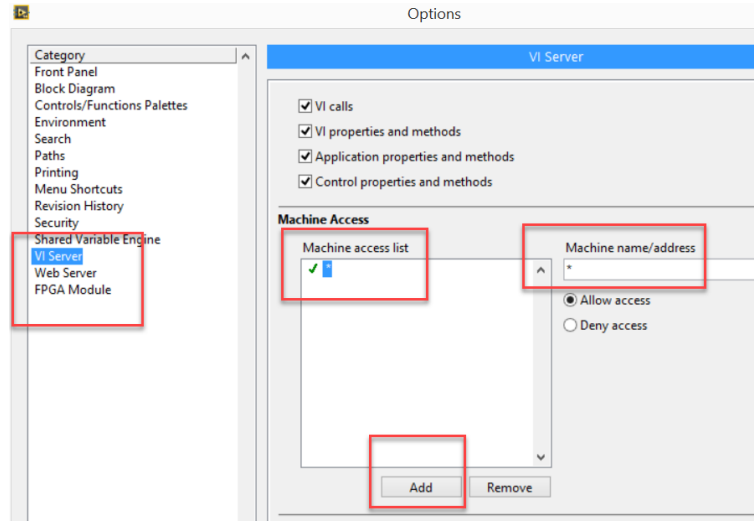 Options
Category
Front Panel
Block Diagram
Controls/Functions Palettes
Environment
Search
Paths
Printing
Menu Shortcuts
Revision History
Security
Shared Variable Engine
VI Server
Web Server
FPGA Module
VI Server
VI calls
VI properties and methods
Application properties and methods
Control properties and methods
Machine Access
Machine access list
*
Machine name/address
*
Allow access
Deny access
Add
Remove